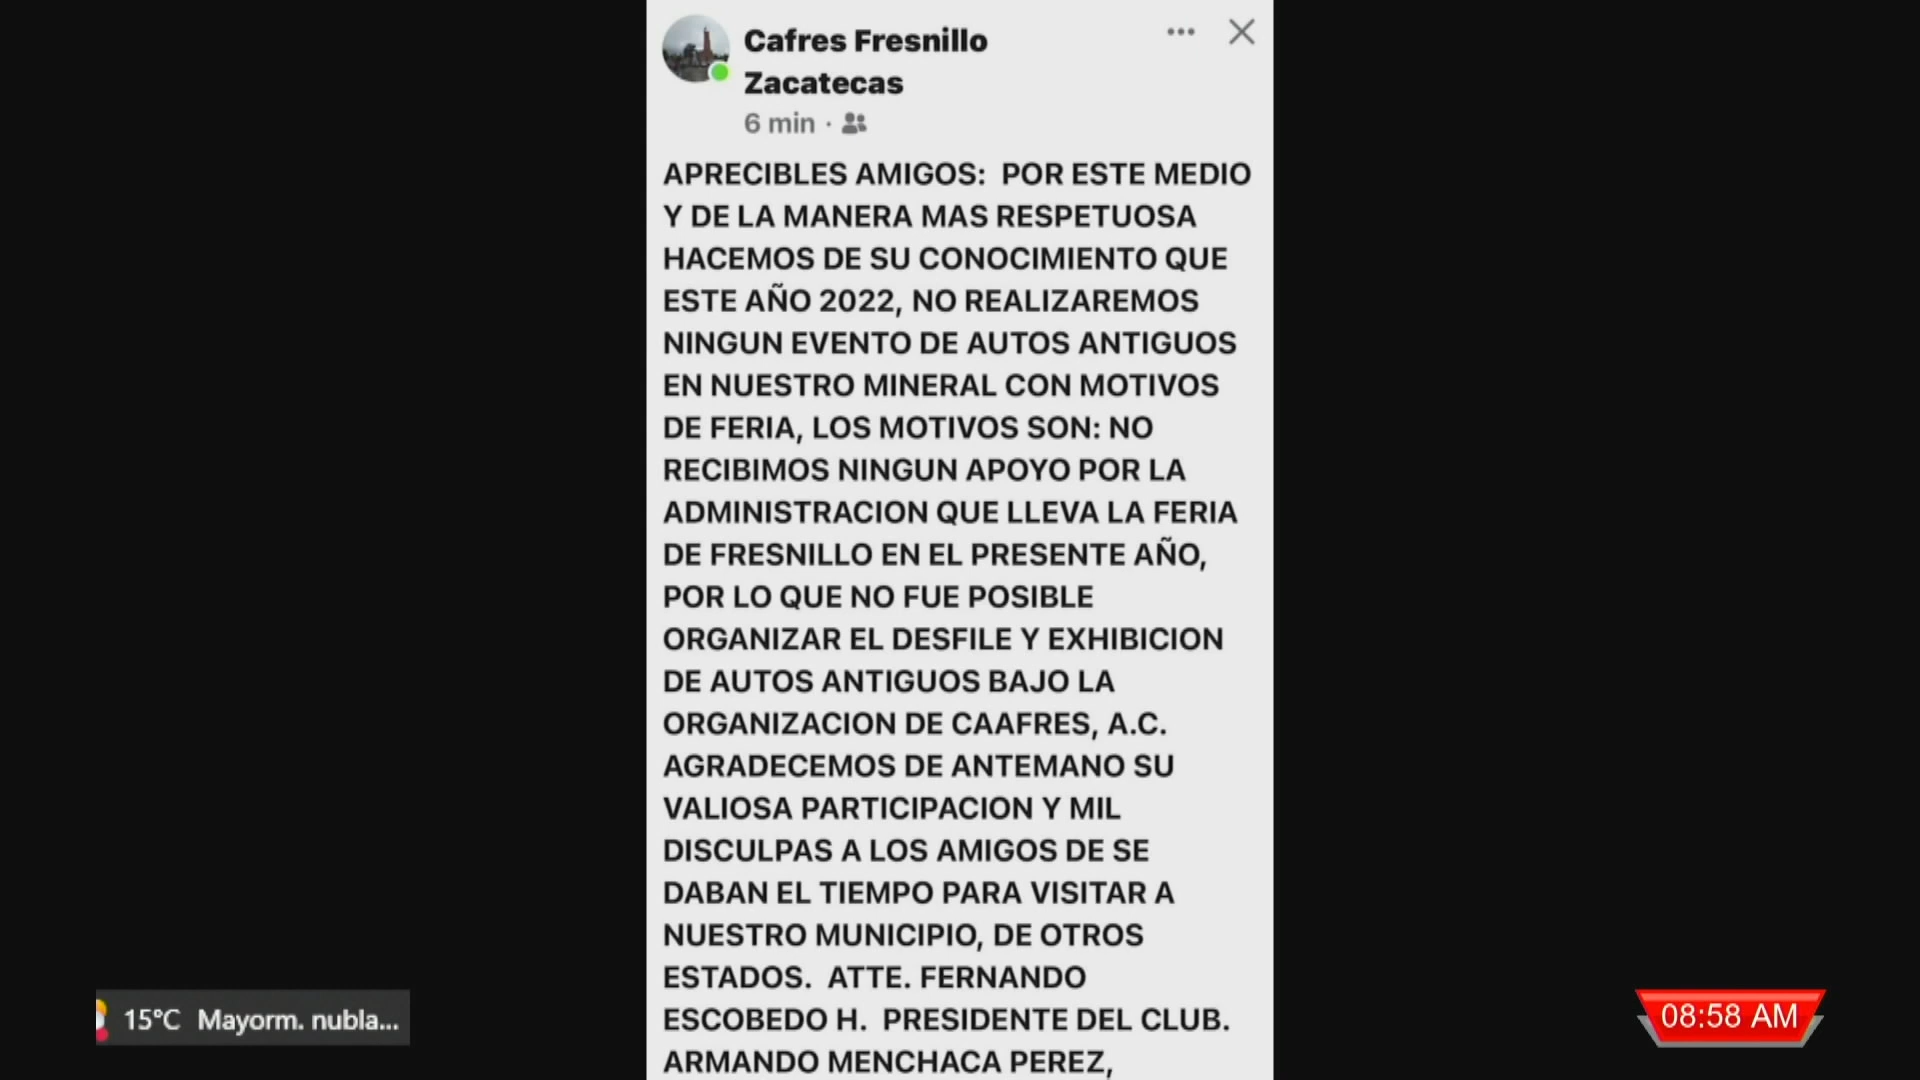 Cafres Fresnillo
Zacatecas
6 min ·
APRECIBLES AMIGOS: POR ESTE MEDIO
Y DE LA MANERA MAS RESPETUOSA
HACEMOS DE SU CONOCIMIENTO QUE
ESTE AÑO 2022, NO REALIZAREMOS
NINGUN EVENTO DE AUTOS ANTIGUOS
EN NUESTRO MINERAL CON MOTIVOS
DE FERIA, LOS MOTIVOS SON: NO
RECIBIMOS NINGUN APOYO POR LA
ADMINISTRACION QUE LLEVA LA FERIA
DE FRESNILLO EN EL PRESENTE AÑO,
POR LO QUE NO FUE POSIBLE
ORGANIZAR EL DESFILE Y EXHIBICION
DE AUTOS ANTIGUOS BAJO LA
ORGANIZACION DE CAAFRES, A.C.
AGRADECEMOS DE ANTEMANO SU
VALIOSA PARTICIPACION Y MIL
DISCULPAS A LOS AMIGOS DE SE
DABAN EL TIEMPO PARA VISITAR A
NUESTRO MUNICIPIO, DE OTROS
ESTADOS. ATTE. FERNANDO
ESCOBEDO H. PRESIDENTE DEL CLUB.
ARMANDO MENCHACA PEREZ,
15°C Mayorm. nubla...
08:58 AM